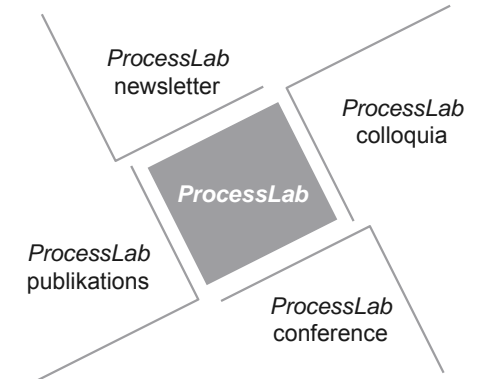 ProcessLab
newsletter
ProcessLab
colloquia
ProcessLab
ProcessLab
publikations
ProcessLab
conference